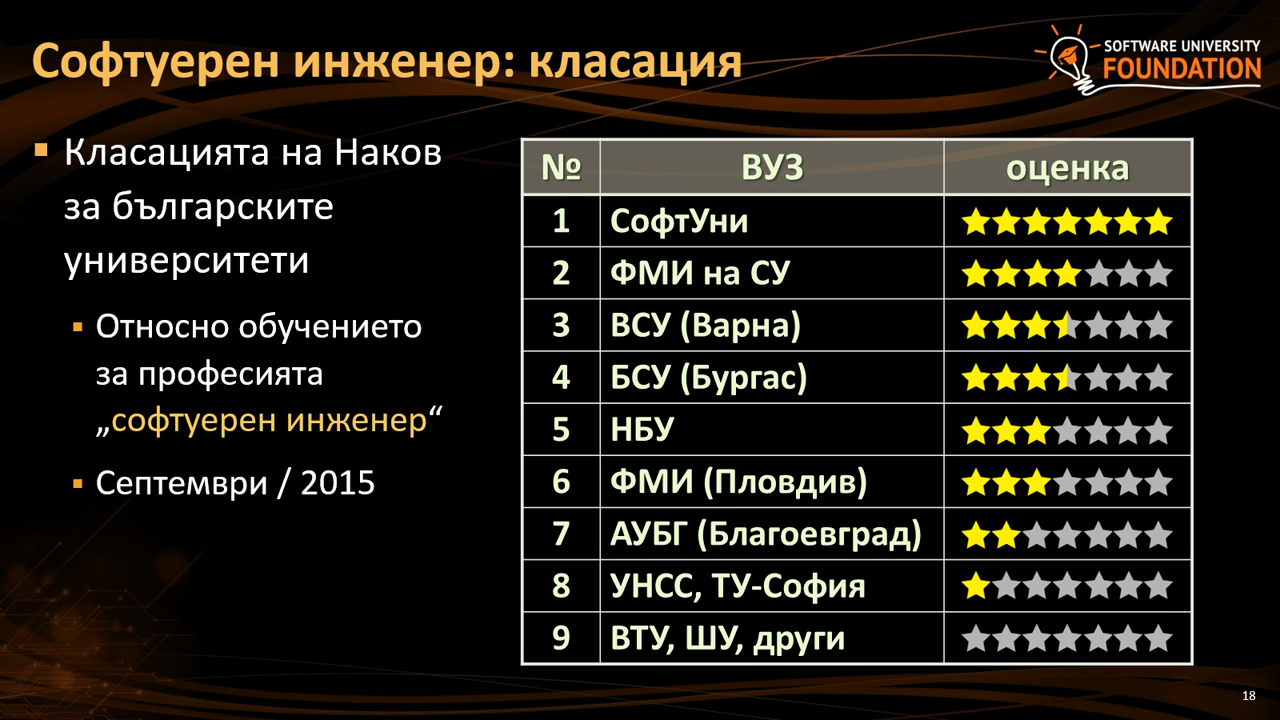 Софтуерен инженер: класация
SOFTWARE UNIVERSITY
FOUNDATION
Класацията на Наков
за българските
университети
Относно обучението
за професията
„софтуерен инженер“
Септември / 2015
№ ВУЗ оценка
1 СофтУни
2 ФМИ на СУ
3 ВСУ (Варна)
4 БСУ (Бургас)
5 НБУ
6 ФМИ (Пловдив)
7 АУБГ (Благоевград)
8 УНСС, ТУ-София
9 ВТУ, ШУ, други
18